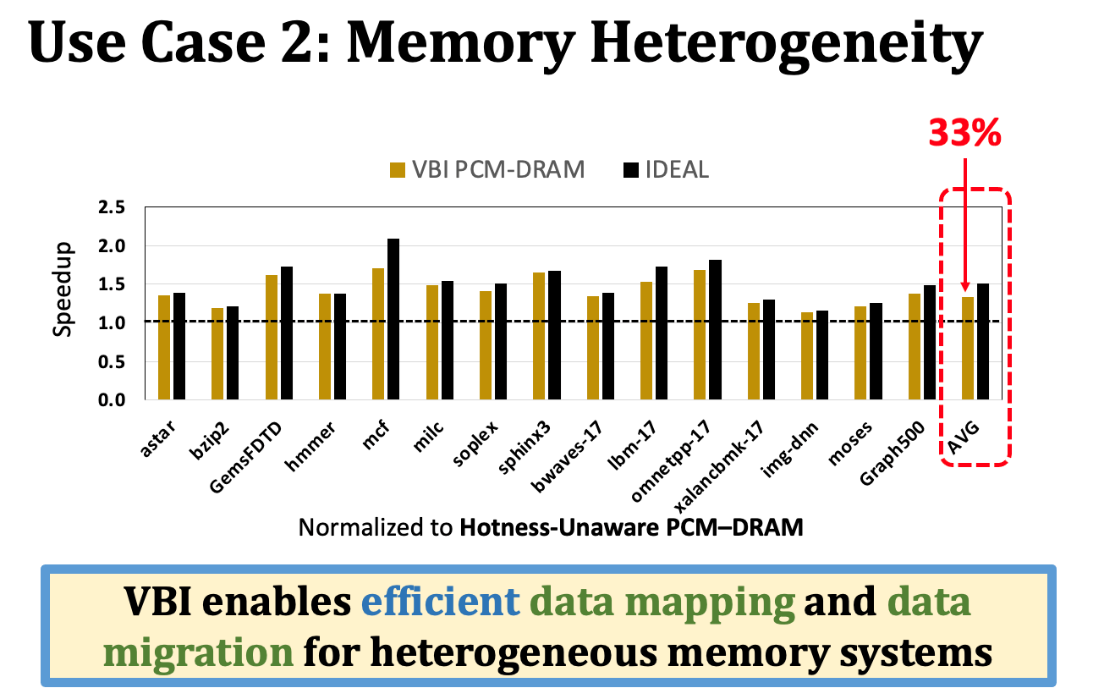 Use Case 2: Memory Heterogeneity
33%
VBI PCM-DRAM IDEAL
Speedup
2.5
2.0
1.5
1.0
0.5
0.0
astar
bzip2
GemsFDTD
hmmer
mcf
milc
soplex
sphinx3
bwaves-17
lbm-17
omnetpp-17
xalancbmk-17
img-dnn
moses
Graph500
AVG
Normalized to Hotness-Unaware PCM–DRAM
VBI enables efficient data mapping and data
migration for heterogeneous memory systems